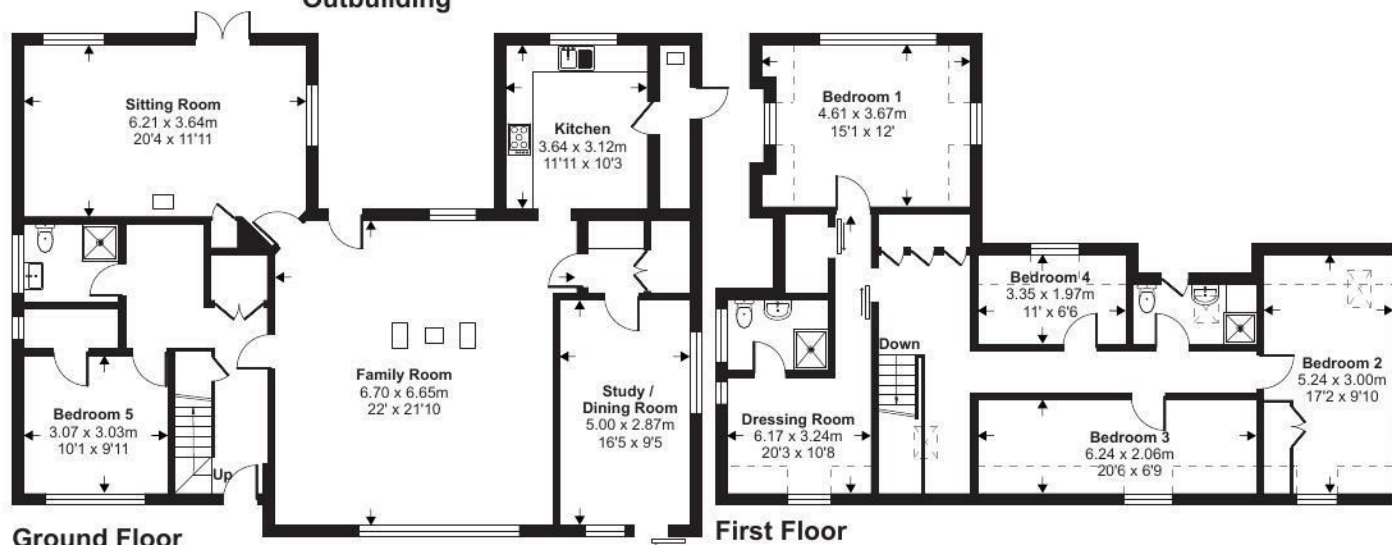 Outbuilding
Sitting Room
6.21 x 3.64m
20'4 x 11'11
Kitchen
3.64 x 3.12m
11'11 x 10'3
Bedroom 1
4.61 x 3.67m
15'1 x 12'
Bedroom 4
3.35 x 1.97m
11' x 6'6
Family Room
6.70 x 6.65m
22' x 21'10
Study /
Dining Room
5.00 x 2.87m
16'5 x 9'5
Down
Bedroom 2
5.24 x 3.00m
17'2 x 9'10
Bedroom 5
3.07 x 3.03m
10'1 x 9'11
Up
Dressing Room
6.17 x 3.24m
20'3 x 10'8
Bedroom 3
6.24 x 2.06m
20'6 x 6'9
Ground Floor
First Floor